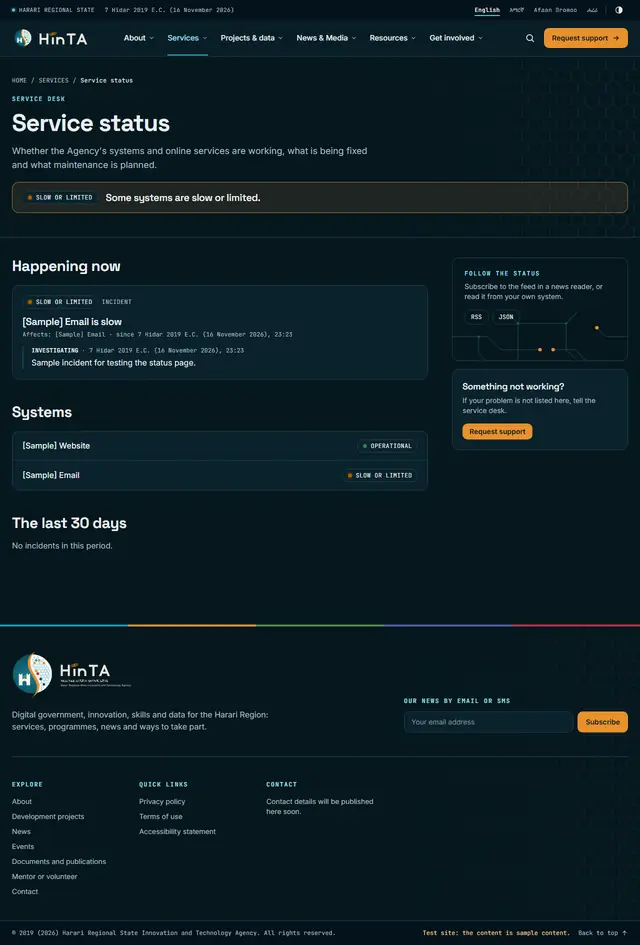 HARARI REGIONAL STATE 7 Hidar 2019 E.C. (16 November 2026)
English አማርኛ Afaan Oromoo
HinTA About Services Projects & data News & Media Resources Get involved Request support →
HOME / SERVICES / Service status
SERVICE DESK
Service status
Whether the Agency's systems and online services are working, what is being fixed
and what maintenance is planned.
SLOW OR LIMITED Some systems are slow or limited.
Happening now
SLOW OR LIMITED INCIDENT
[Sample] Email is slow
Affects: [Sample] Email · since 7 Hidar 2019 E.C. (16 November 2026), 23:23
INVESTIGATING · 7 Hidar 2019 E.C. (16 November 2026), 23:23
Sample incident for testing the status page.
Systems
[Sample] Website OPERATIONAL
[Sample] Email SLOW OR LIMITED
The last 30 days
No incidents in this period.
FOLLOW THE STATUS
Subscribe to the feed in a news reader, or
read it from your own system.
RSS JSON
Something not working?
If your problem is not listed here, tell the
service desk.
Request support
HinTA
Digital government, innovation, skills and data for the Harari Region:
services, programmes, news and ways to take part.
OUR NEWS BY EMAIL OR SMS
Your email address Subscribe
EXPLORE
About
Development projects
News
Events
Documents and publications
Mentor or volunteer
Contact
QUICK LINKS
Privacy policy
Terms of use
Accessibility statement
CONTACT
Contact details will be published
here soon.
© 2019 (2026) Harari Regional State Innovation and Technology Agency. All rights reserved.
Test site: the content is sample content. Back to top ↑